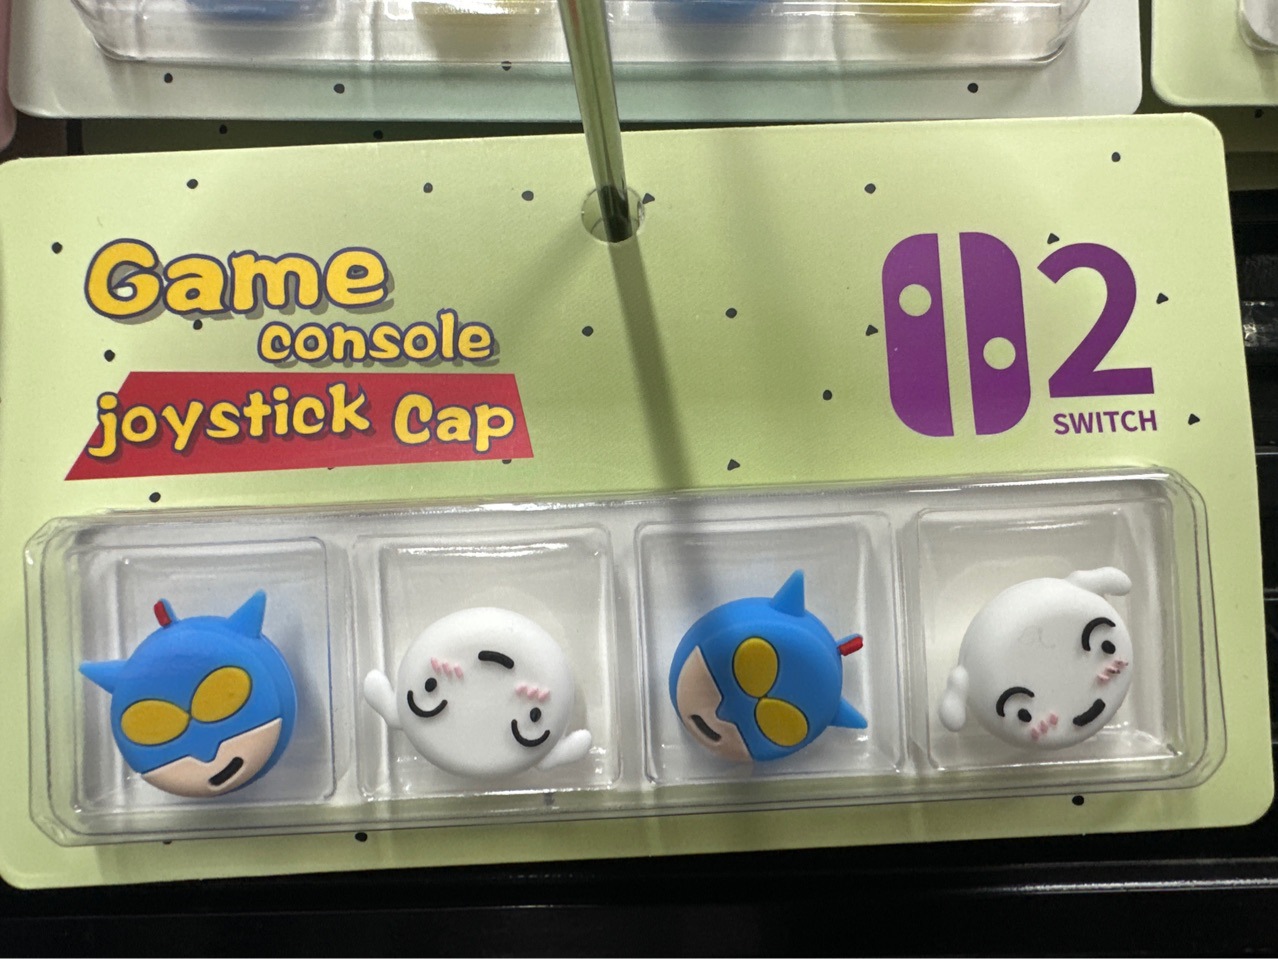 Game
console
joystick Cap
2
SWITCH